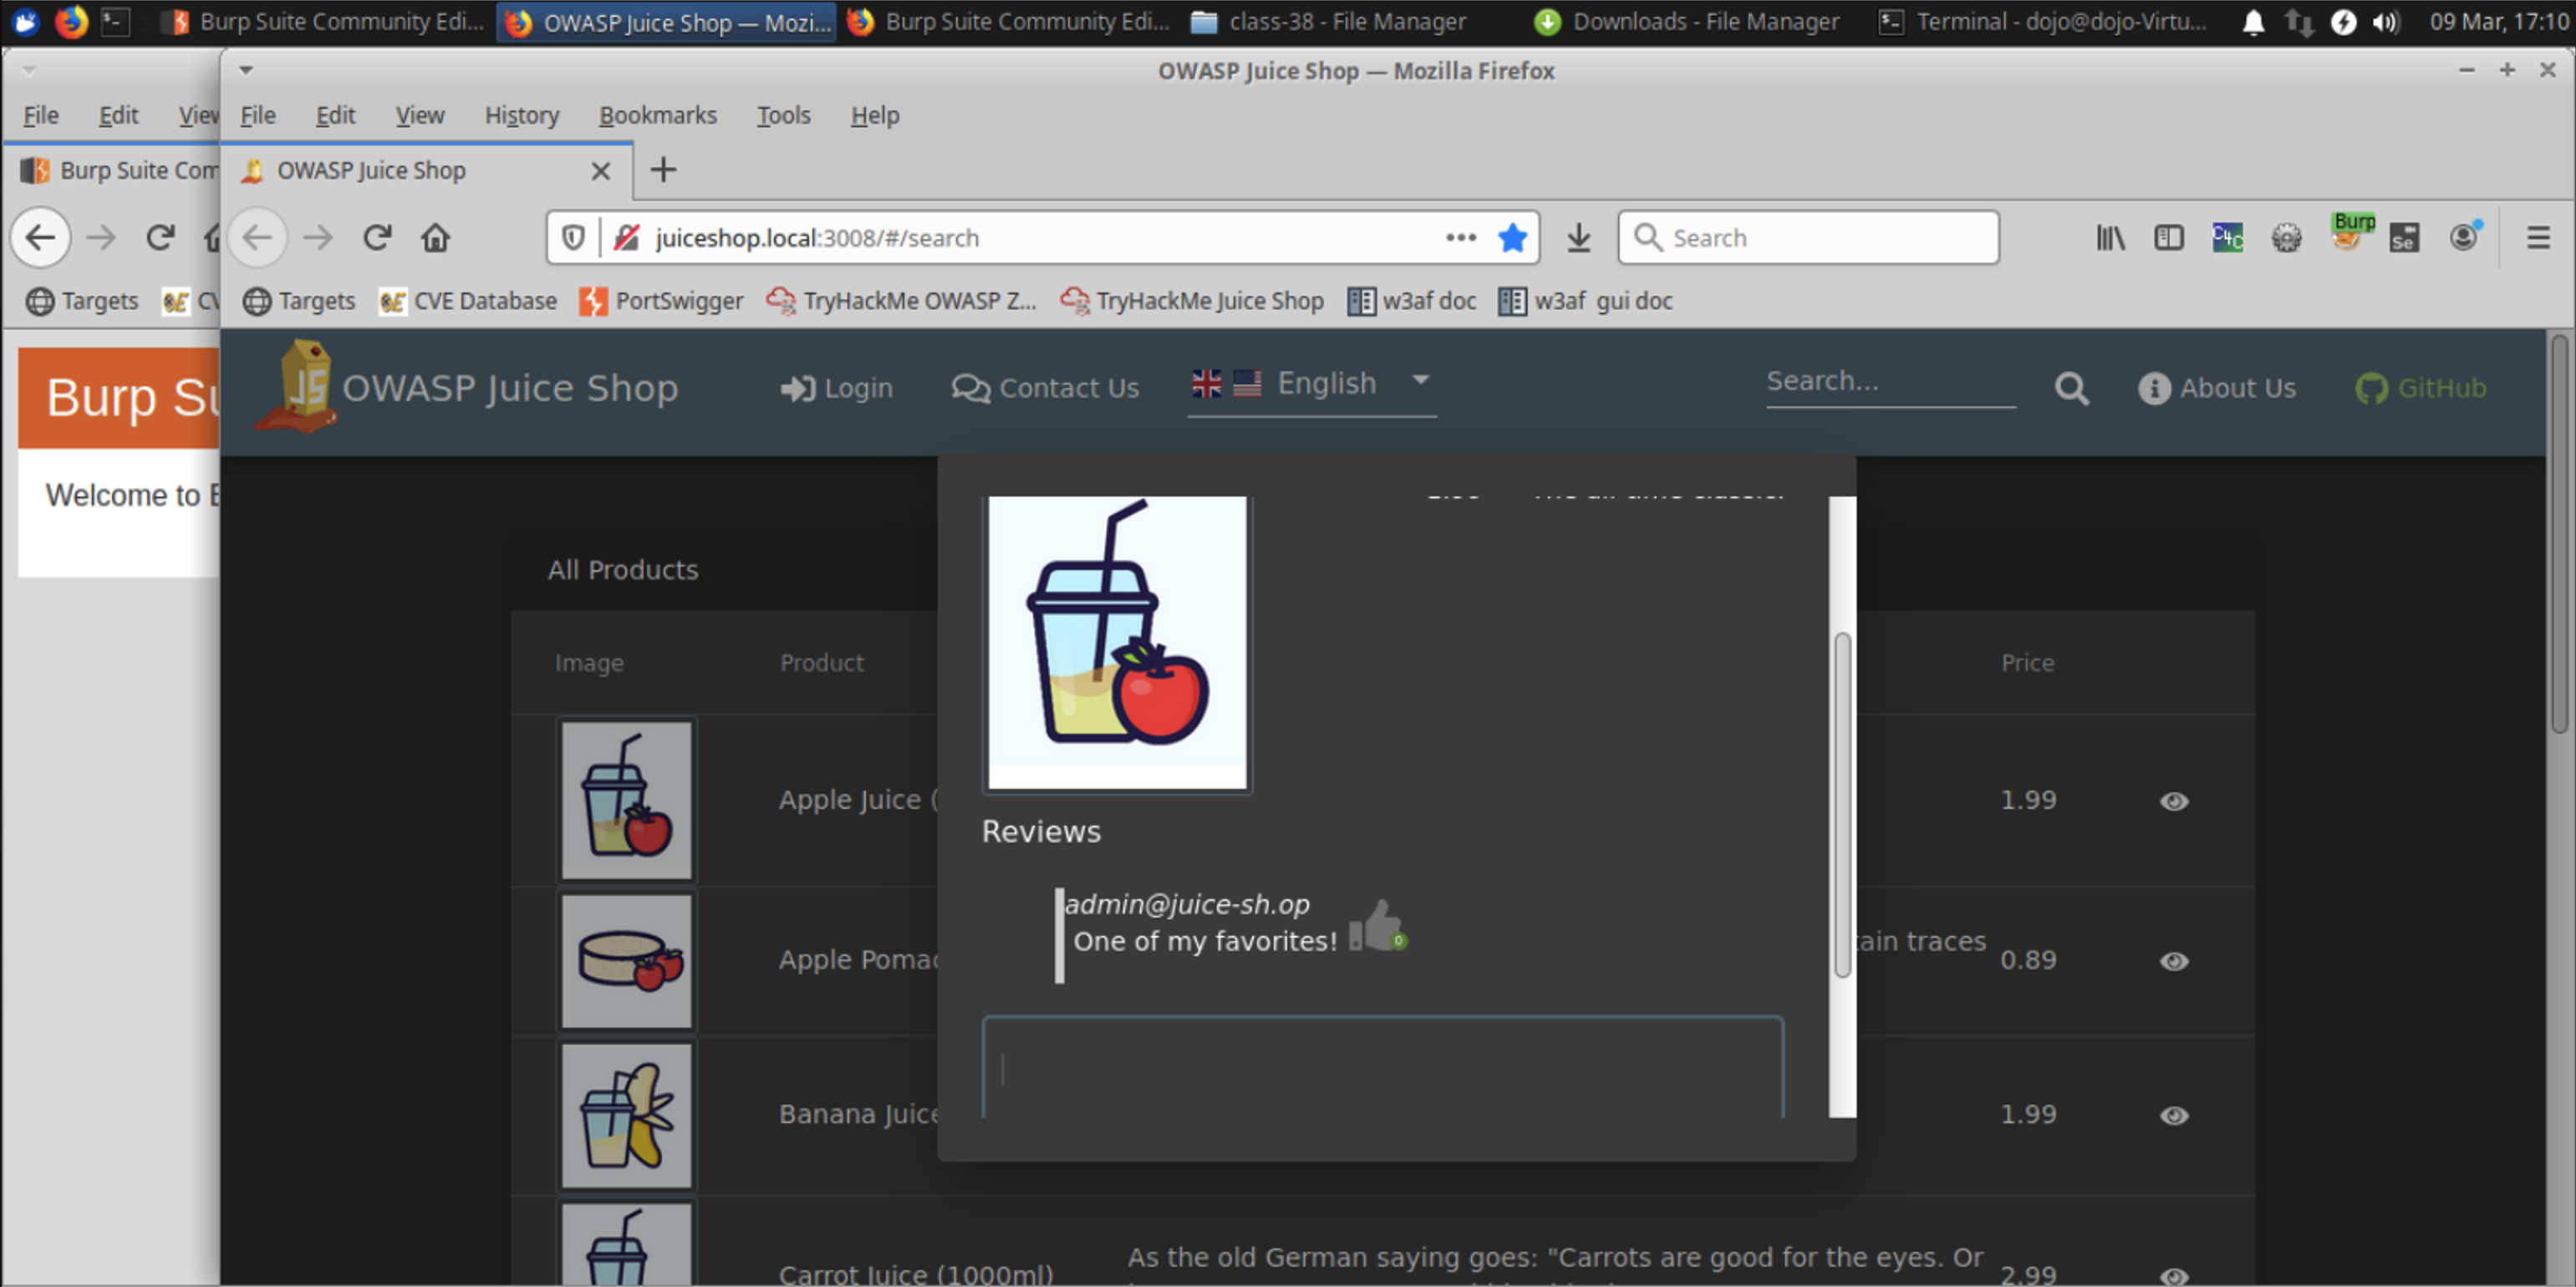 Burp Suite Community Edi... OWASP Juice Shop — Mozi... Burp Suite Community Edi... class-38 - File Manager Downloads - File Manager Terminal - dojo@dojo-Virtu... 09 Mar, 17:10
OWASP Juice Shop — Mozilla Firefox
File Edit View File Edit View History Bookmarks Tools Help
Burp Suite Com OWASP Juice Shop
juiceshop.local:3008/#/search Search Burp
Targets CV Targets CVE Database PortSwigger TryHackMe OWASP Z... TryHackMe Juice Shop w3af doc w3af gui doc
Burp Su OWASP Juice Shop Login Contact Us English Search... About Us GitHub
Welcome to
All Products
Image Product Price
Apple Juice ( 1.99
Reviews
admin@juice-sh.op
One of my favorites! 0
tain traces
Apple Pomac 0.89
Banana Juice 1.99
As the old German saying goes: "Carrots are good for the eyes. Or
Carrot Juice (1000ml) 2.99